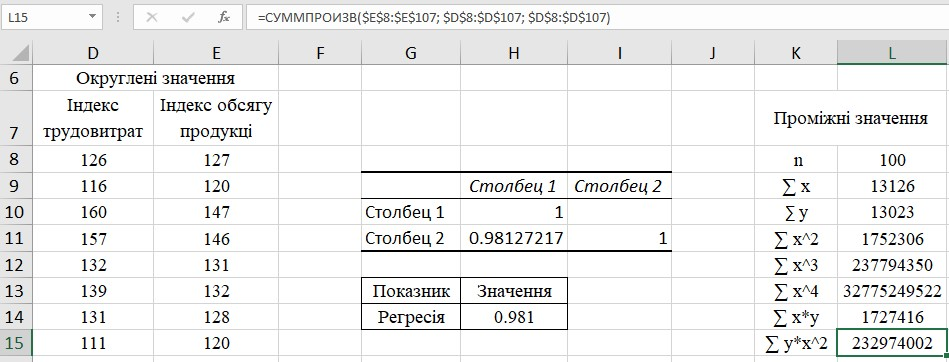 L15 fx =СУММПРОИЗВ($E$8:$E$107; $D$8:$D$107; $D$8:$D$107)
D E F G H I J K L
6 Округлені значення
7 Індекс трудовитрат Індекс обсягу продукці Проміжні значення
8 126 127 n 100
9 116 120 Столбец 1 Столбец 2 ∑ x 13126
10 160 147 Столбец 1 1 ∑ y 13023
11 157 146 Столбец 2 0.98127217 1 ∑ x^2 1752306
12 132 131 ∑ x^3 237794350
13 139 132 Показник Значення ∑ x^4 32775249522
14 131 128 Регресія 0.981 ∑ x*y 1727416
15 111 120 ∑ y*x^2 232974002